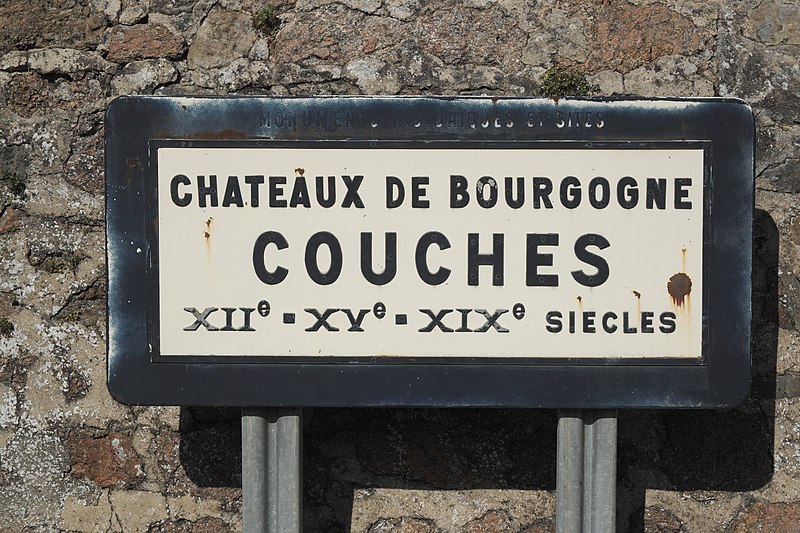 MONUMENTS HISTORIQUES ET SITES
CHATEAUX DE BOURGOGNE
COUCHES
XIIe - XVe - XIXe SIECLES